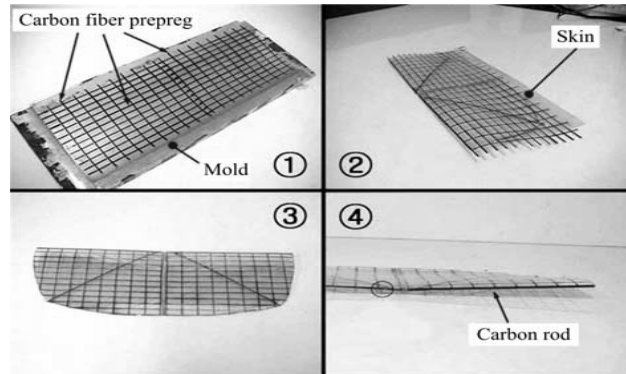 Carbon fiber prepreg
Mold
①
Skin
②
③
④
Carbon rod